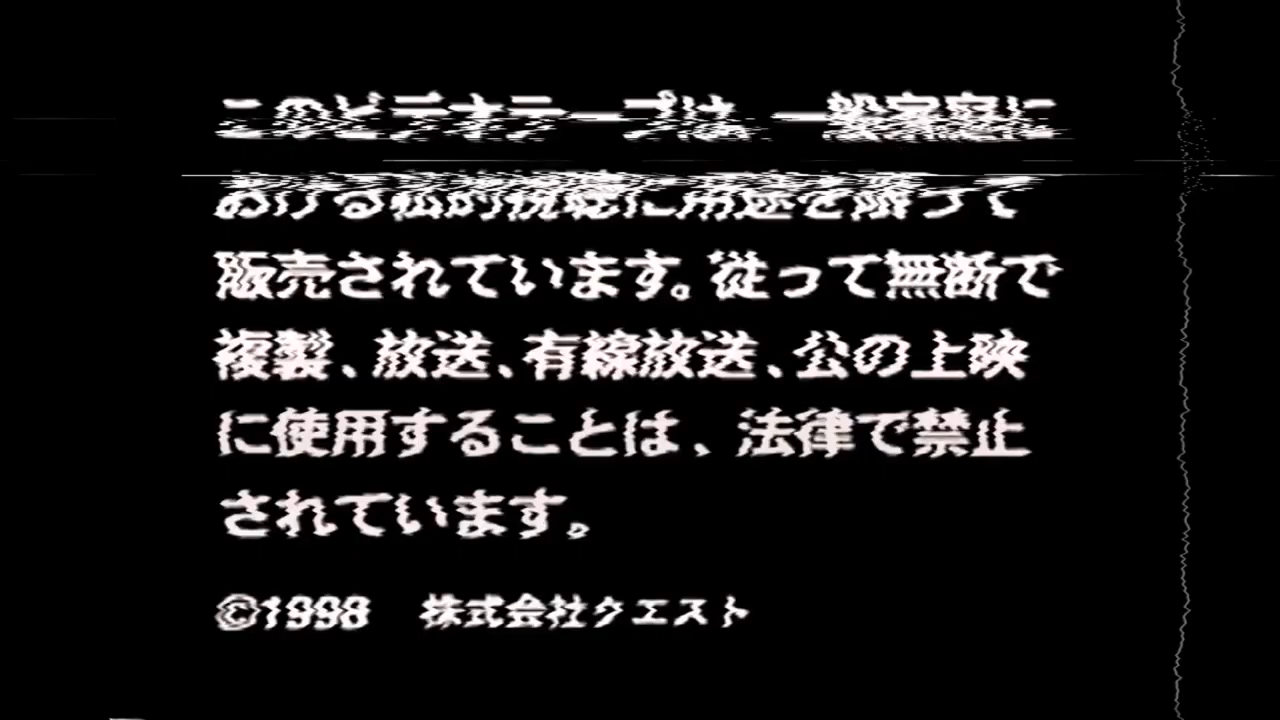 このビデオテープは、一般家庭に
おける私的視聴に用途を限って
販売されています。従って無断で
複製、放送、有線放送、公の上映
に使用することは、法律で禁止
されています。
©1998 株式会社クエスト